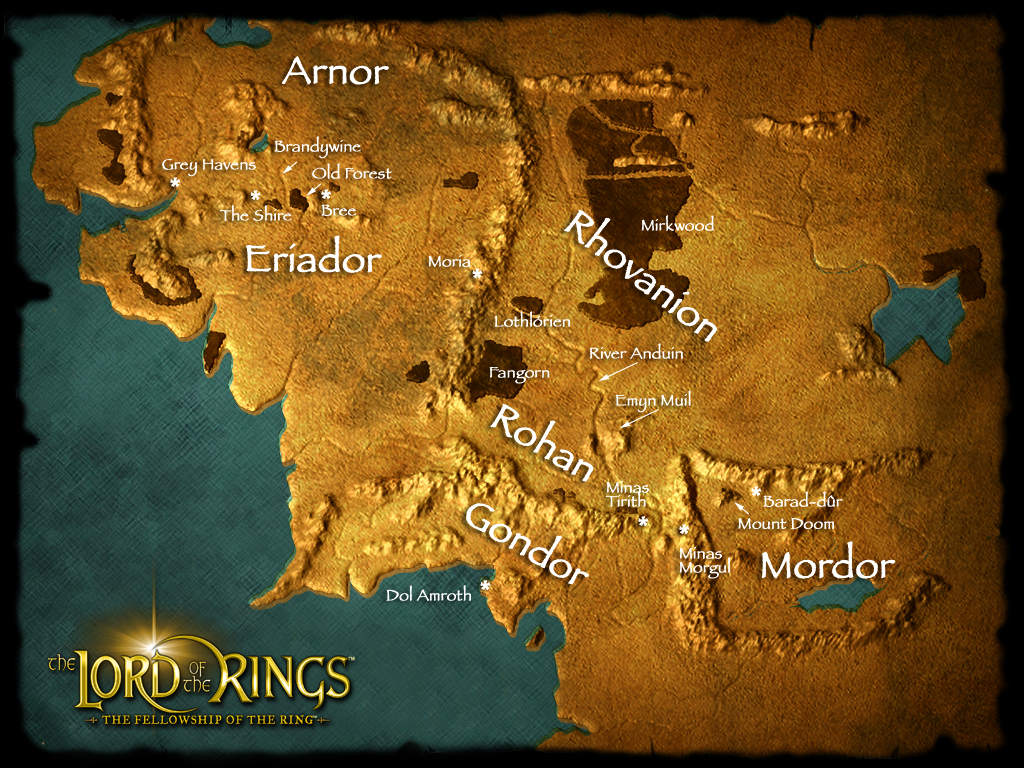 Arnor
Brandywine
Grey Havens
Old Forest
The Shire
Bree
Mirkwood
Rhovanion
Eriador
Moria
Lothlórien
River Anduin
Fangorn
Emyn Muil
Rohan
Minas
Tirith
Barad-dûr
Mount Doom
Gondor
Minas
Morgul
Mordor
Dol Amroth
THE LORD OF THE RINGS™
THE FELLOWSHIP OF THE RING™